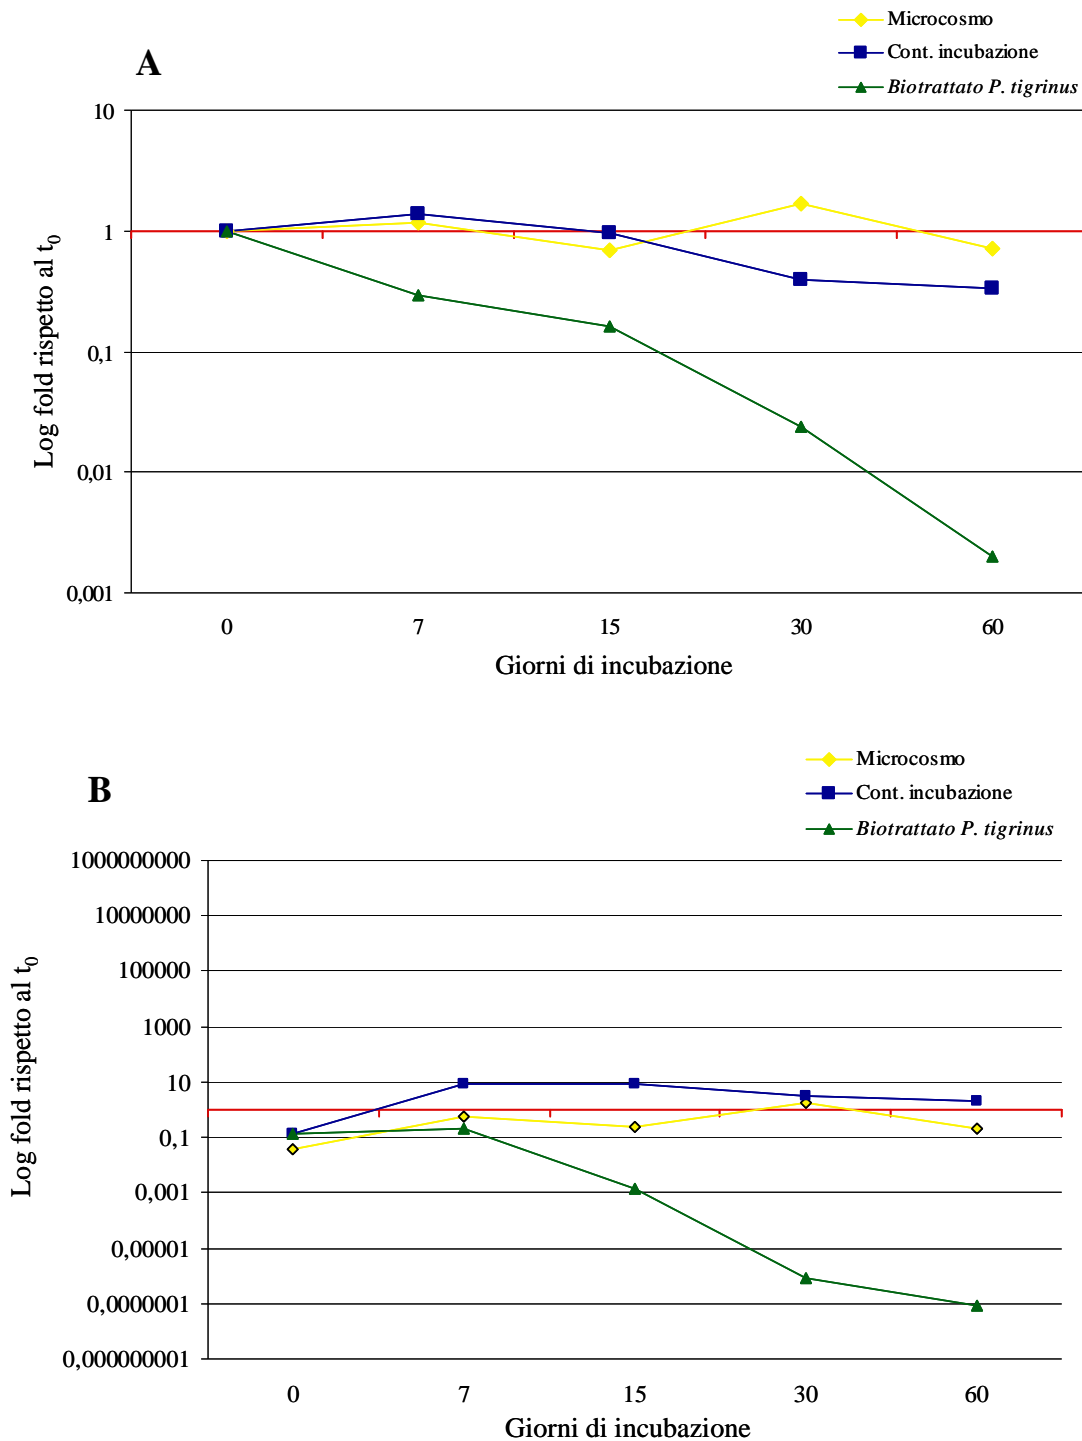 Microcosmo
Cont. incubazione
Biotrattato P. tigrinus
A
10
1
0,1
0,01
0,001
Log fold rispetto al t0
0 7 15 30 60
Giorni di incubazione
Microcosmo
Cont. incubazione
Biotrattato P. tigrinus
B
1000000000
10000000
100000
1000
10
0,1
0,001
0,00001
0,0000001
0,000000001
Log fold rispetto al t0
0 7 15 30 60
Giorni di incubazione